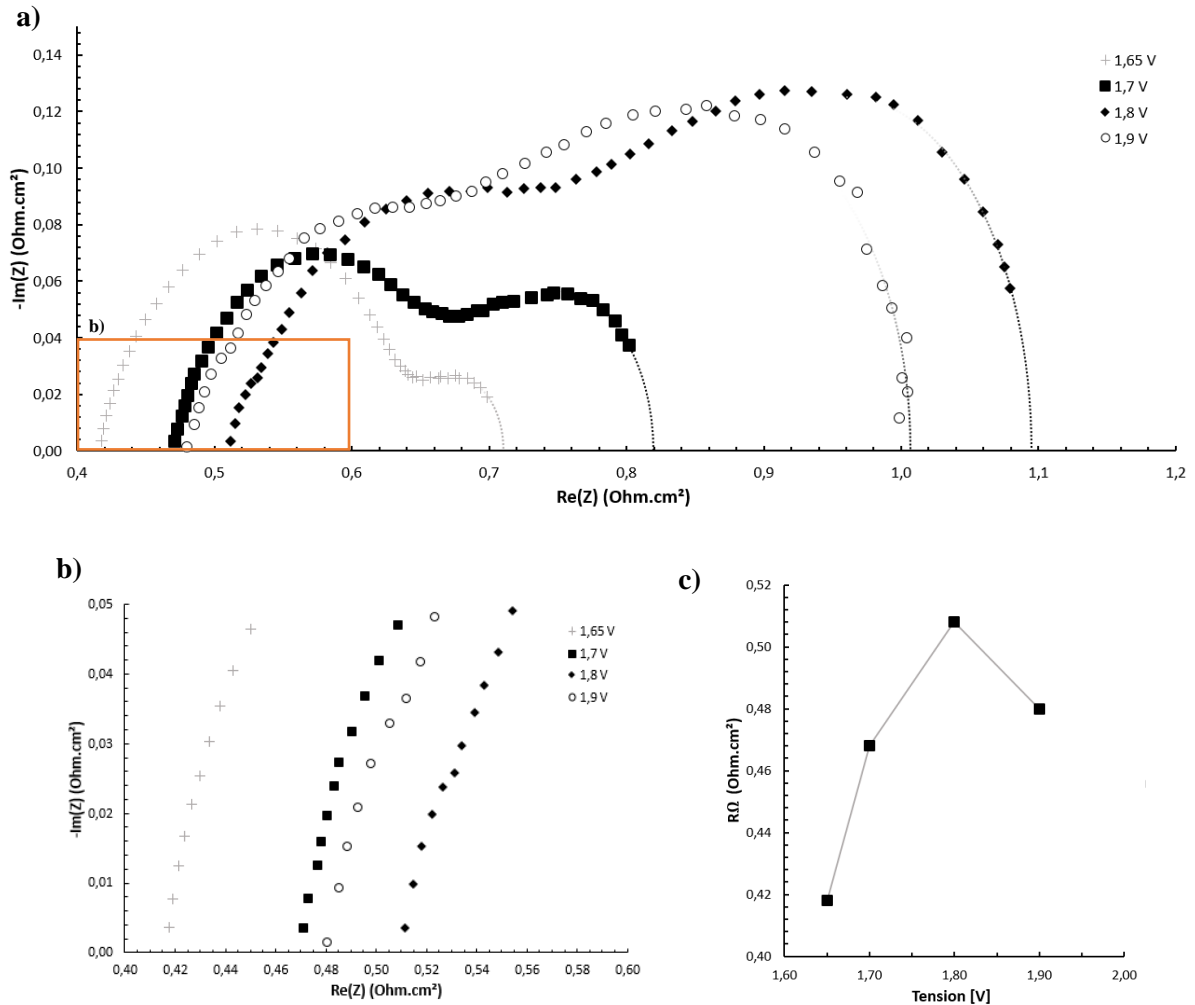 a)
-Im(Z) (Ohm.cm²)
0,14
0,12
0,10
0,08
0,06
0,04
0,02
0,00
b)
0,4
0,5
0,6
0,7
0,8
0,9
1,0
1,1
1,2
Re(Z) (Ohm.cm²)
1,65 V
1,7 V
1,8 V
1,9 V
b)
-Im(Z) (Ohm.cm²)
0,05
0,04
0,03
0,02
0,01
0,00
0,40
0,42
0,44
0,46
0,48
0,50
0,52
0,54
0,56
0,58
0,60
Re(Z) (Ohm.cm²)
1,65 V
1,7 V
1,8 V
1,9 V
c)
RΩ (Ohm.cm²)
0,52
0,50
0,48
0,46
0,44
0,42
0,40
1,60
1,70
1,80
1,90
2,00
Tension [V]